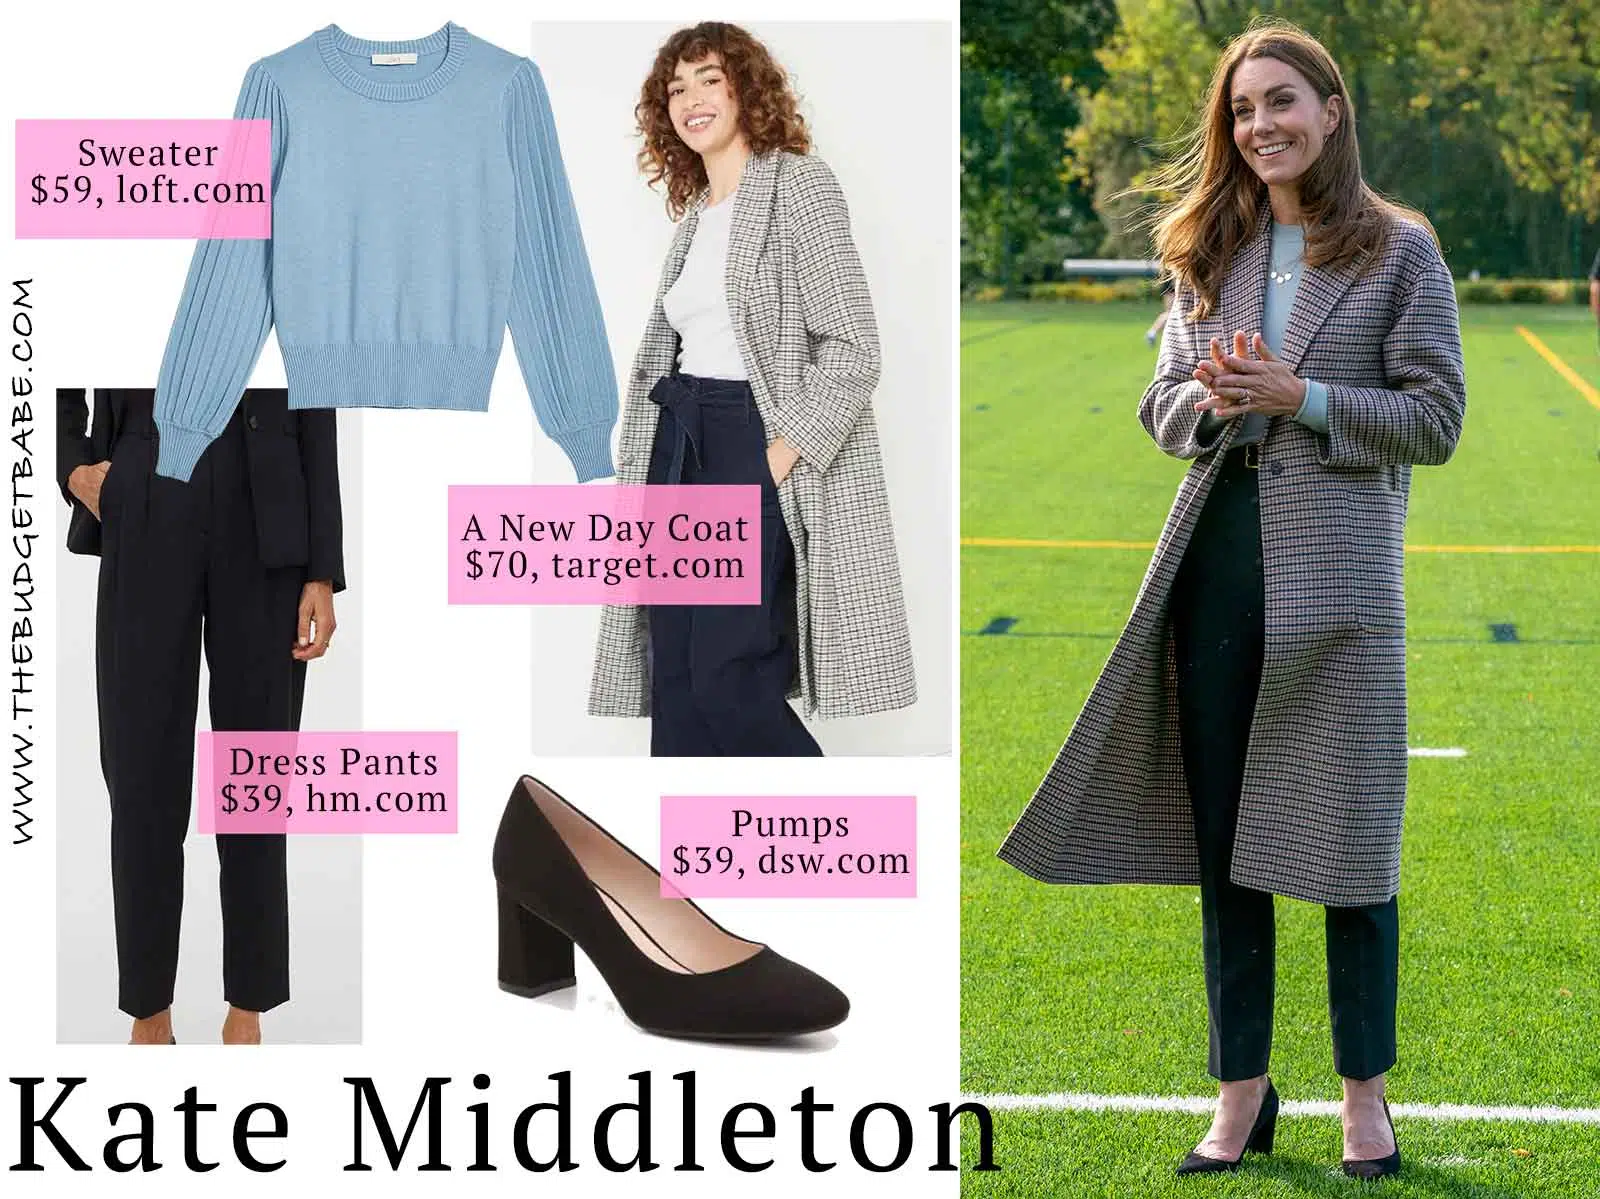 Sweater
$59, loft.com
A New Day Coat
$70, target.com
Dress Pants
$39, hm.com
Pumps
$39, dsw.com
WWW.THEBUDGETBABE.COM
Kate Middleton